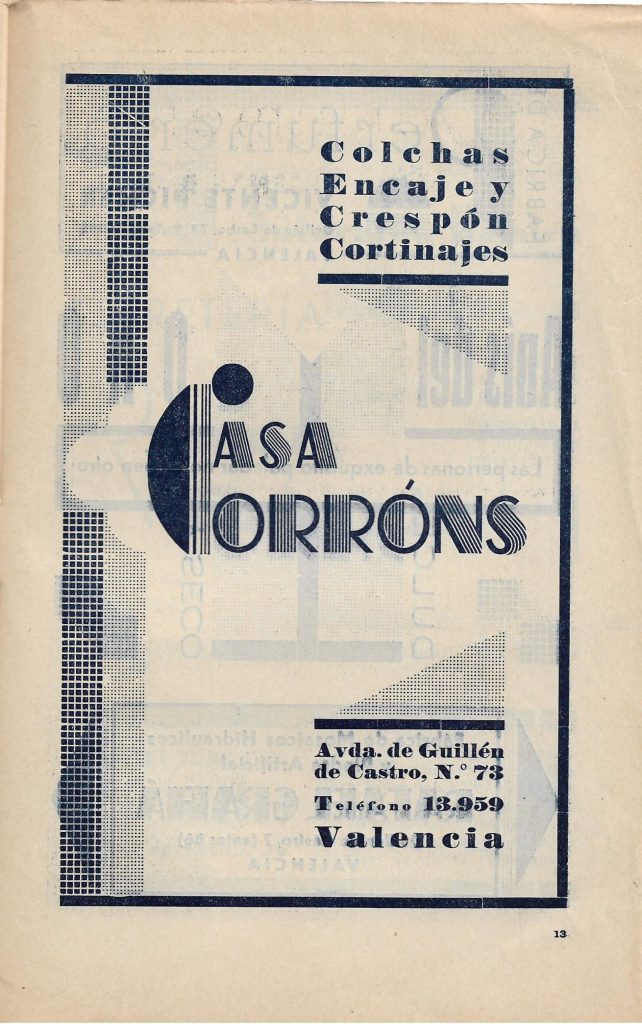 Colchas
Encaje y
Crespón
Cortinajes
CASA
CORRÓNS
Avda. de Guillén
de Castro, N.° 73
Teléfono 13.959
Valencia
13